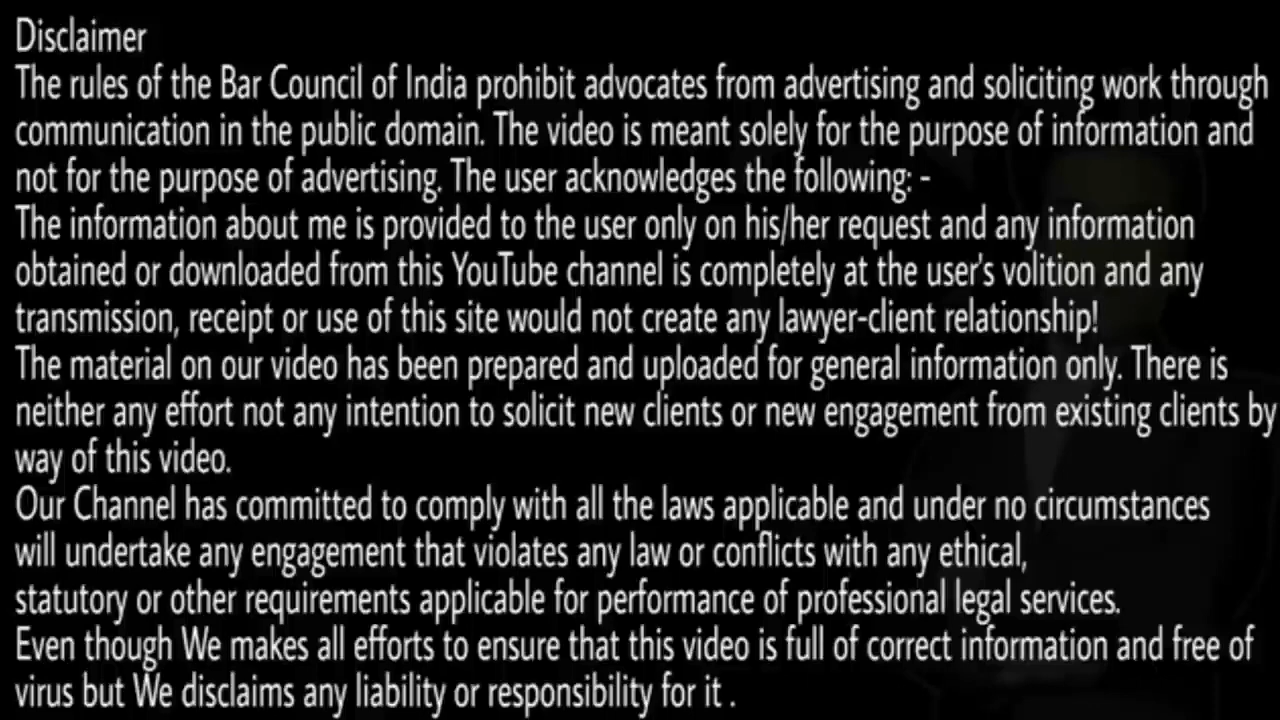 Disclaimer
The rules of the Bar Council of India prohibit advocates from advertising and soliciting work through
communication in the public domain. The video is meant solely for the purpose of information and
not for the purpose of advertising. The user acknowledges the following: -
The information about me is provided to the user only on his/her request and any information
obtained or downloaded from this YouTube channel is completely at the user's volition and any
transmission, receipt or use of this site would not create any lawyer-client relationship!
The material on our video has been prepared and uploaded for general information only. There is
neither any effort not any intention to solicit new clients or new engagement from existing clients by
way of this video.
Our Channel has committed to comply with all the laws applicable and under no circumstances
will undertake any engagement that violates any law or conflicts with any ethical,
statutory or other requirements applicable for performance of professional legal services.
Even though We makes all efforts to ensure that this video is full of correct information and free of
virus but We disclaims any liability or responsibility for it .